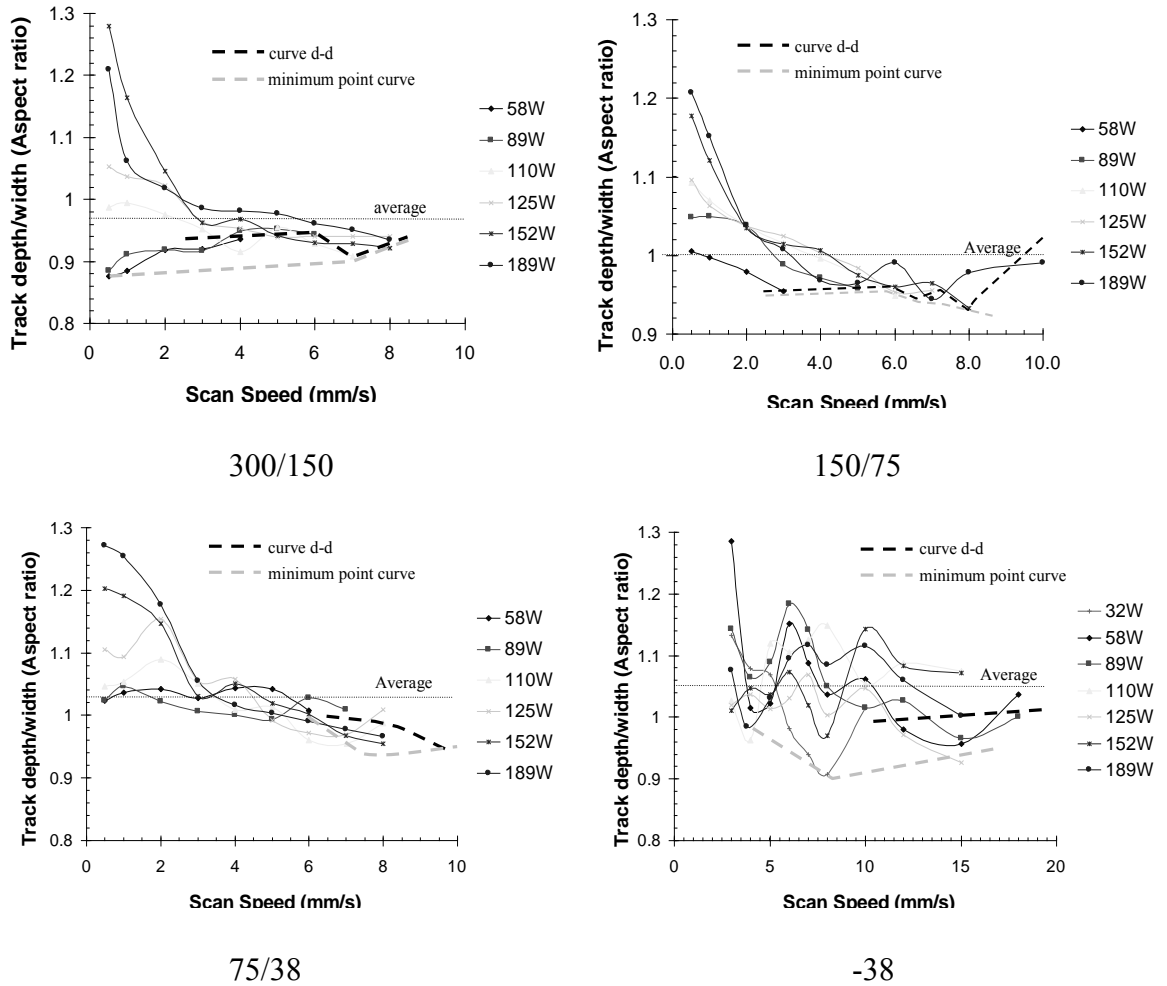 Track depth/width (Aspect ratio)
1.3
1.2
1.1
1
0.9
0.8
curve d-d
minimum point curve
average
0
2
4
6
8
10
Scan Speed (mm/s)
58W
89W
110W
125W
152W
189W
300/150
Track depth/width (Aspect ratio)
1.3
1.2
1.1
1.0
0.9
curve d-d
minimum point curve
Average
0.0
2.0
4.0
6.0
8.0
10.0
Scan Speed (mm/s)
58W
89W
110W
125W
152W
189W
150/75
Track depth/width (Aspect ratio)
1.3
1.2
1.1
1.0
0.9
0.8
curve d-d
minimum point curve
Average
0
2
4
6
8
10
Scan Speed (mm/s)
58W
89W
110W
125W
152W
189W
75/38
Track depth/width (Aspect ratio)
1.3
1.2
1.1
1.0
0.9
0.8
curve d-d
minimum point curve
Average
0
5
10
15
20
Scan Speed (mm/s)
32W
58W
89W
110W
125W
152W
189W
-38